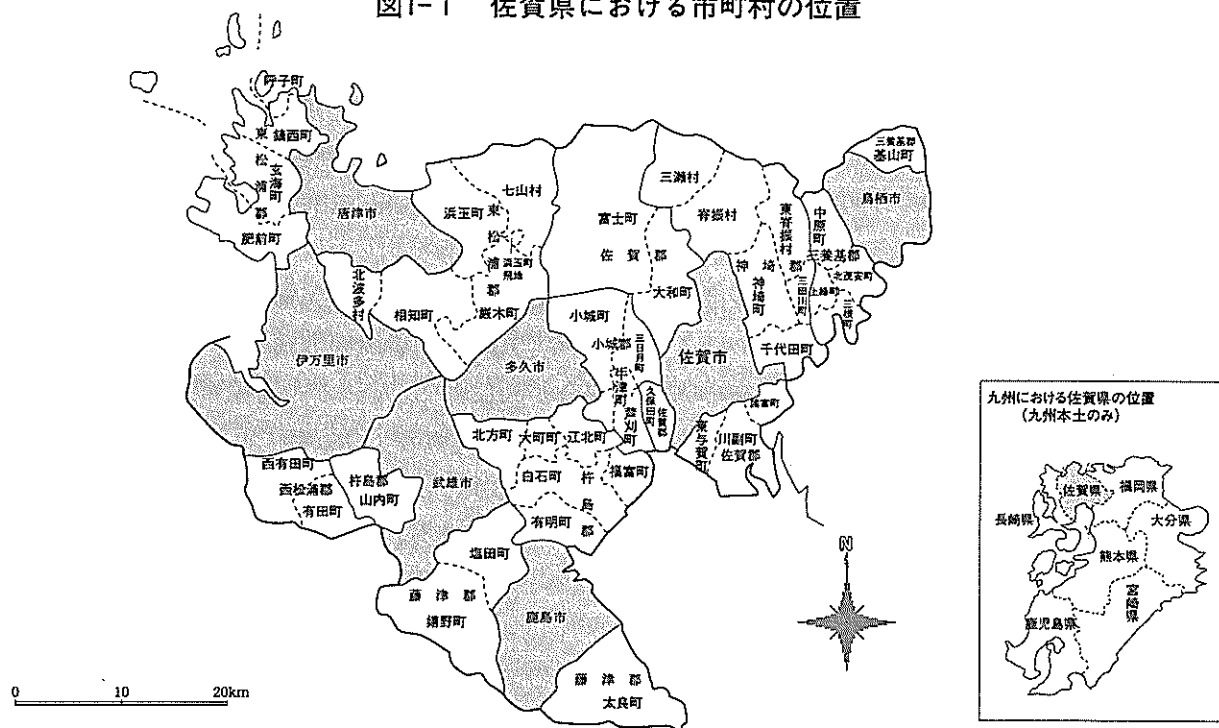 図1-1 佐賀県における市町村の位置
呼子町
鎮西町
東松浦郡
玄海町
肥前町
唐津市
七山村
浜玉町
東松浦郡
浜玉町
飛地
厳木町
相知町
北波多村
伊万里市
三瀬村
富士町
佐賀郡
大和町
脊振村
東脊振村
神埼郡
神埼町
三田川町
千代田町
三養基郡
基山町
鳥栖市
中原町
三養基郡
北茂安町
上峰町
三根町
小城町
小城郡
三日月町
牛津町
芦刈町
多久市
佐賀市
久保田町
佐賀郡
諸富町
東与賀町
川副町
佐賀郡
北方町
大町町
江北町
白石町
杵島郡
福富町
有明町
西有田町
西松浦郡
有田町
杵島郡
山内町
武雄市
塩田町
藤津郡
嬉野町
鹿島市
藤津郡
太良町
N
0 10 20km
九州における佐賀県の位置
(九州本土のみ)
佐賀県
福岡県
長崎県
大分県
熊本県
宮崎県
鹿児島県